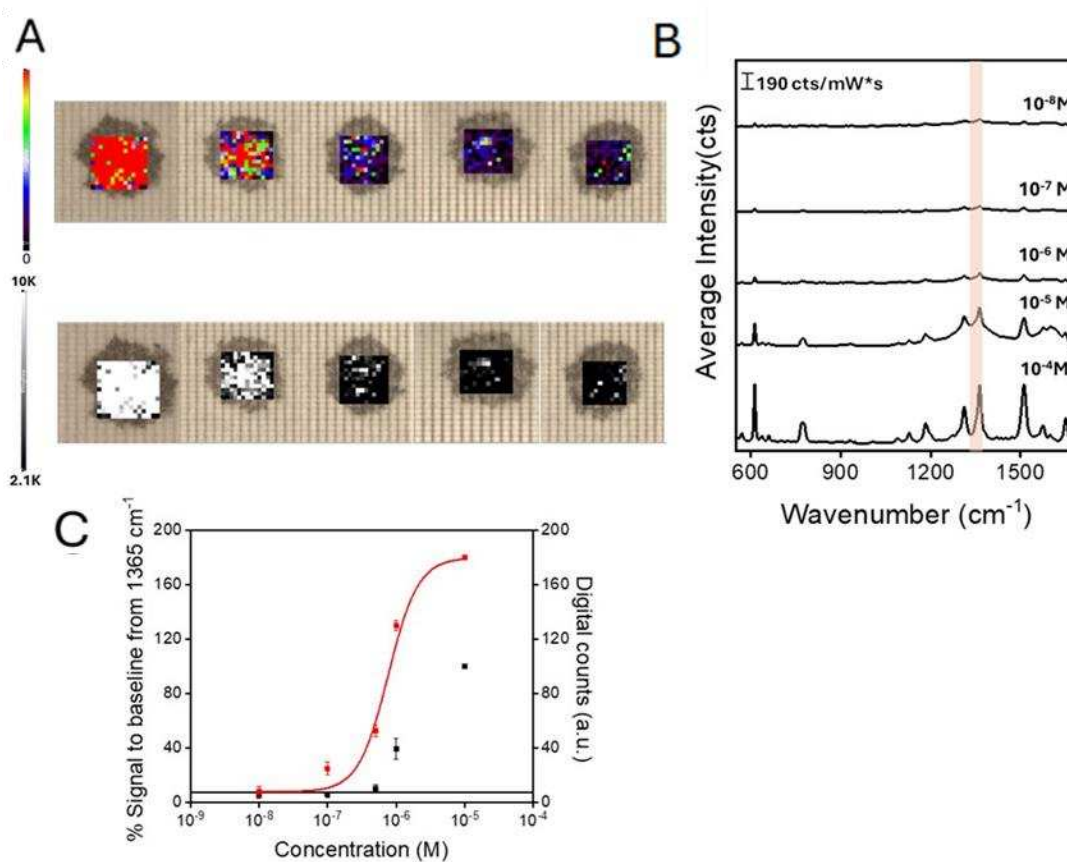 A
0
10K
2.1K
B
190 cts/mW*s
10⁻⁸M
10⁻⁷ M
10⁻⁶ M
10⁻⁵ M
10⁻⁴M
Average Intensity(cts)
600 900 1200 1500
Wavenumber (cm⁻¹)
C
% Signal to baseline from 1365 cm⁻¹
200
160
120
80
40
0
10⁻⁹ 10⁻⁸ 10⁻⁷ 10⁻⁶ 10⁻⁵ 10⁻⁴
Concentration (M)
200
160
120
80
40
0
Digital counts (a.u.)